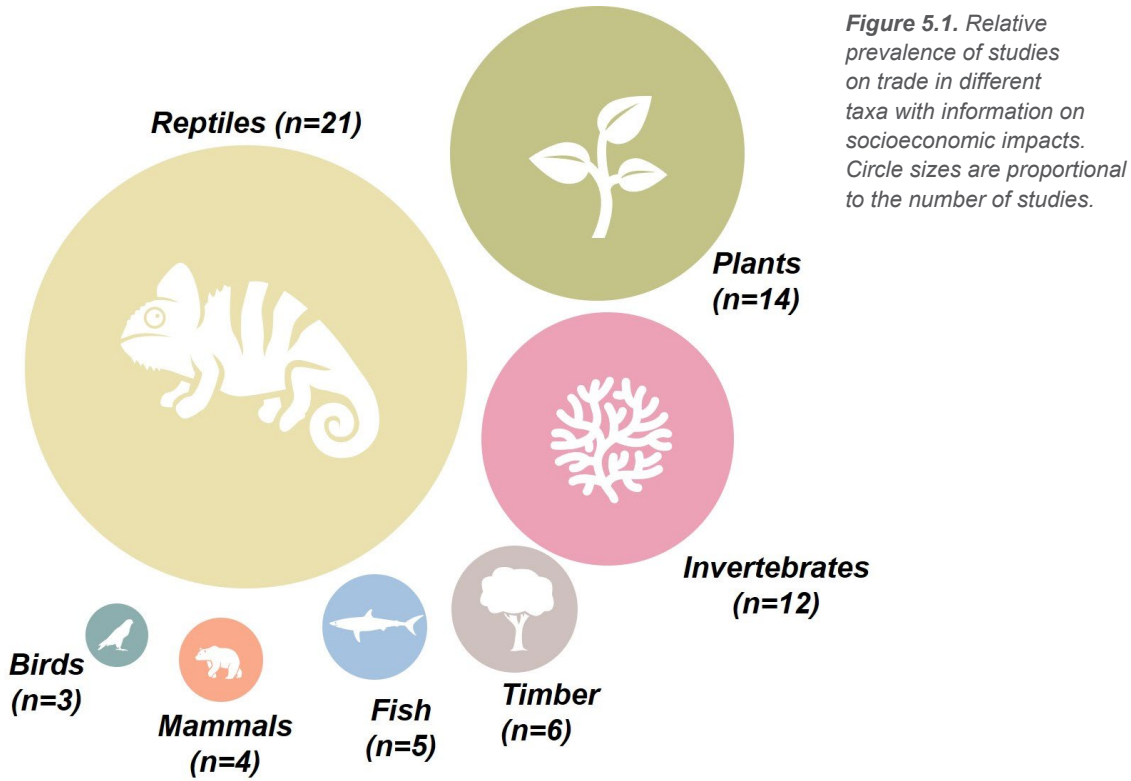 Figure 5.1. Relative
prevalence of studies
on trade in different
taxa with information on
socioeconomic impacts.
Circle sizes are proportional
to the number of studies.
Reptiles (n=21)
Plants
(n=14)
Invertebrates
(n=12)
Birds
(n=3)
Mammals
(n=4)
Fish
(n=5)
Timber
(n=6)